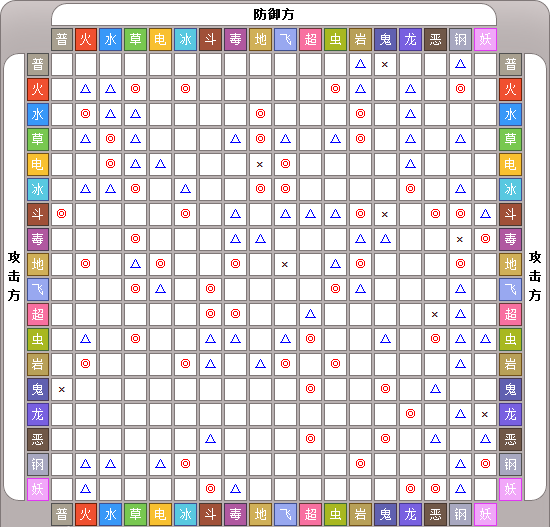 防御方
普 火 水 草 电 冰 斗 毒 地 飞 超 虫 岩 鬼 龙 恶 钢 妖
攻击方
普 △ × △ 普
火 △ △ ◎ ◎ ◎ △ △ ◎ 火
水 ◎ △ △ ◎ ◎ △ 水
草 △ ◎ △ △ ◎ △ △ ◎ △ △ 草
电 ◎ △ △ × ◎ △ 电
冰 △ △ ◎ △ ◎ ◎ ◎ △ 冰
斗 ◎ ◎ △ △ △ △ ◎ × ◎ ◎ △ 斗
毒 ◎ △ △ △ △ × ◎ 毒
地 ◎ △ ◎ ◎ × △ ◎ ◎ 地
飞 ◎ △ ◎ ◎ △ △ 飞
超 ◎ ◎ △ × △ 超
虫 △ ◎ △ △ △ ◎ △ ◎ △ △ 虫
岩 ◎ ◎ △ △ ◎ ◎ △ 岩
鬼 × ◎ ◎ △ 鬼
龙 ◎ △ × 龙
恶 △ ◎ ◎ △ △ 恶
钢 △ △ △ ◎ ◎ △ ◎ 钢
妖 △ ◎ △ ◎ ◎ △ 妖
攻击方
普 火 水 草 电 冰 斗 毒 地 飞 超 虫 岩 鬼 龙 恶 钢 妖